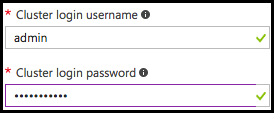 * Cluster login username
admin
* Cluster login password
•••••••••••